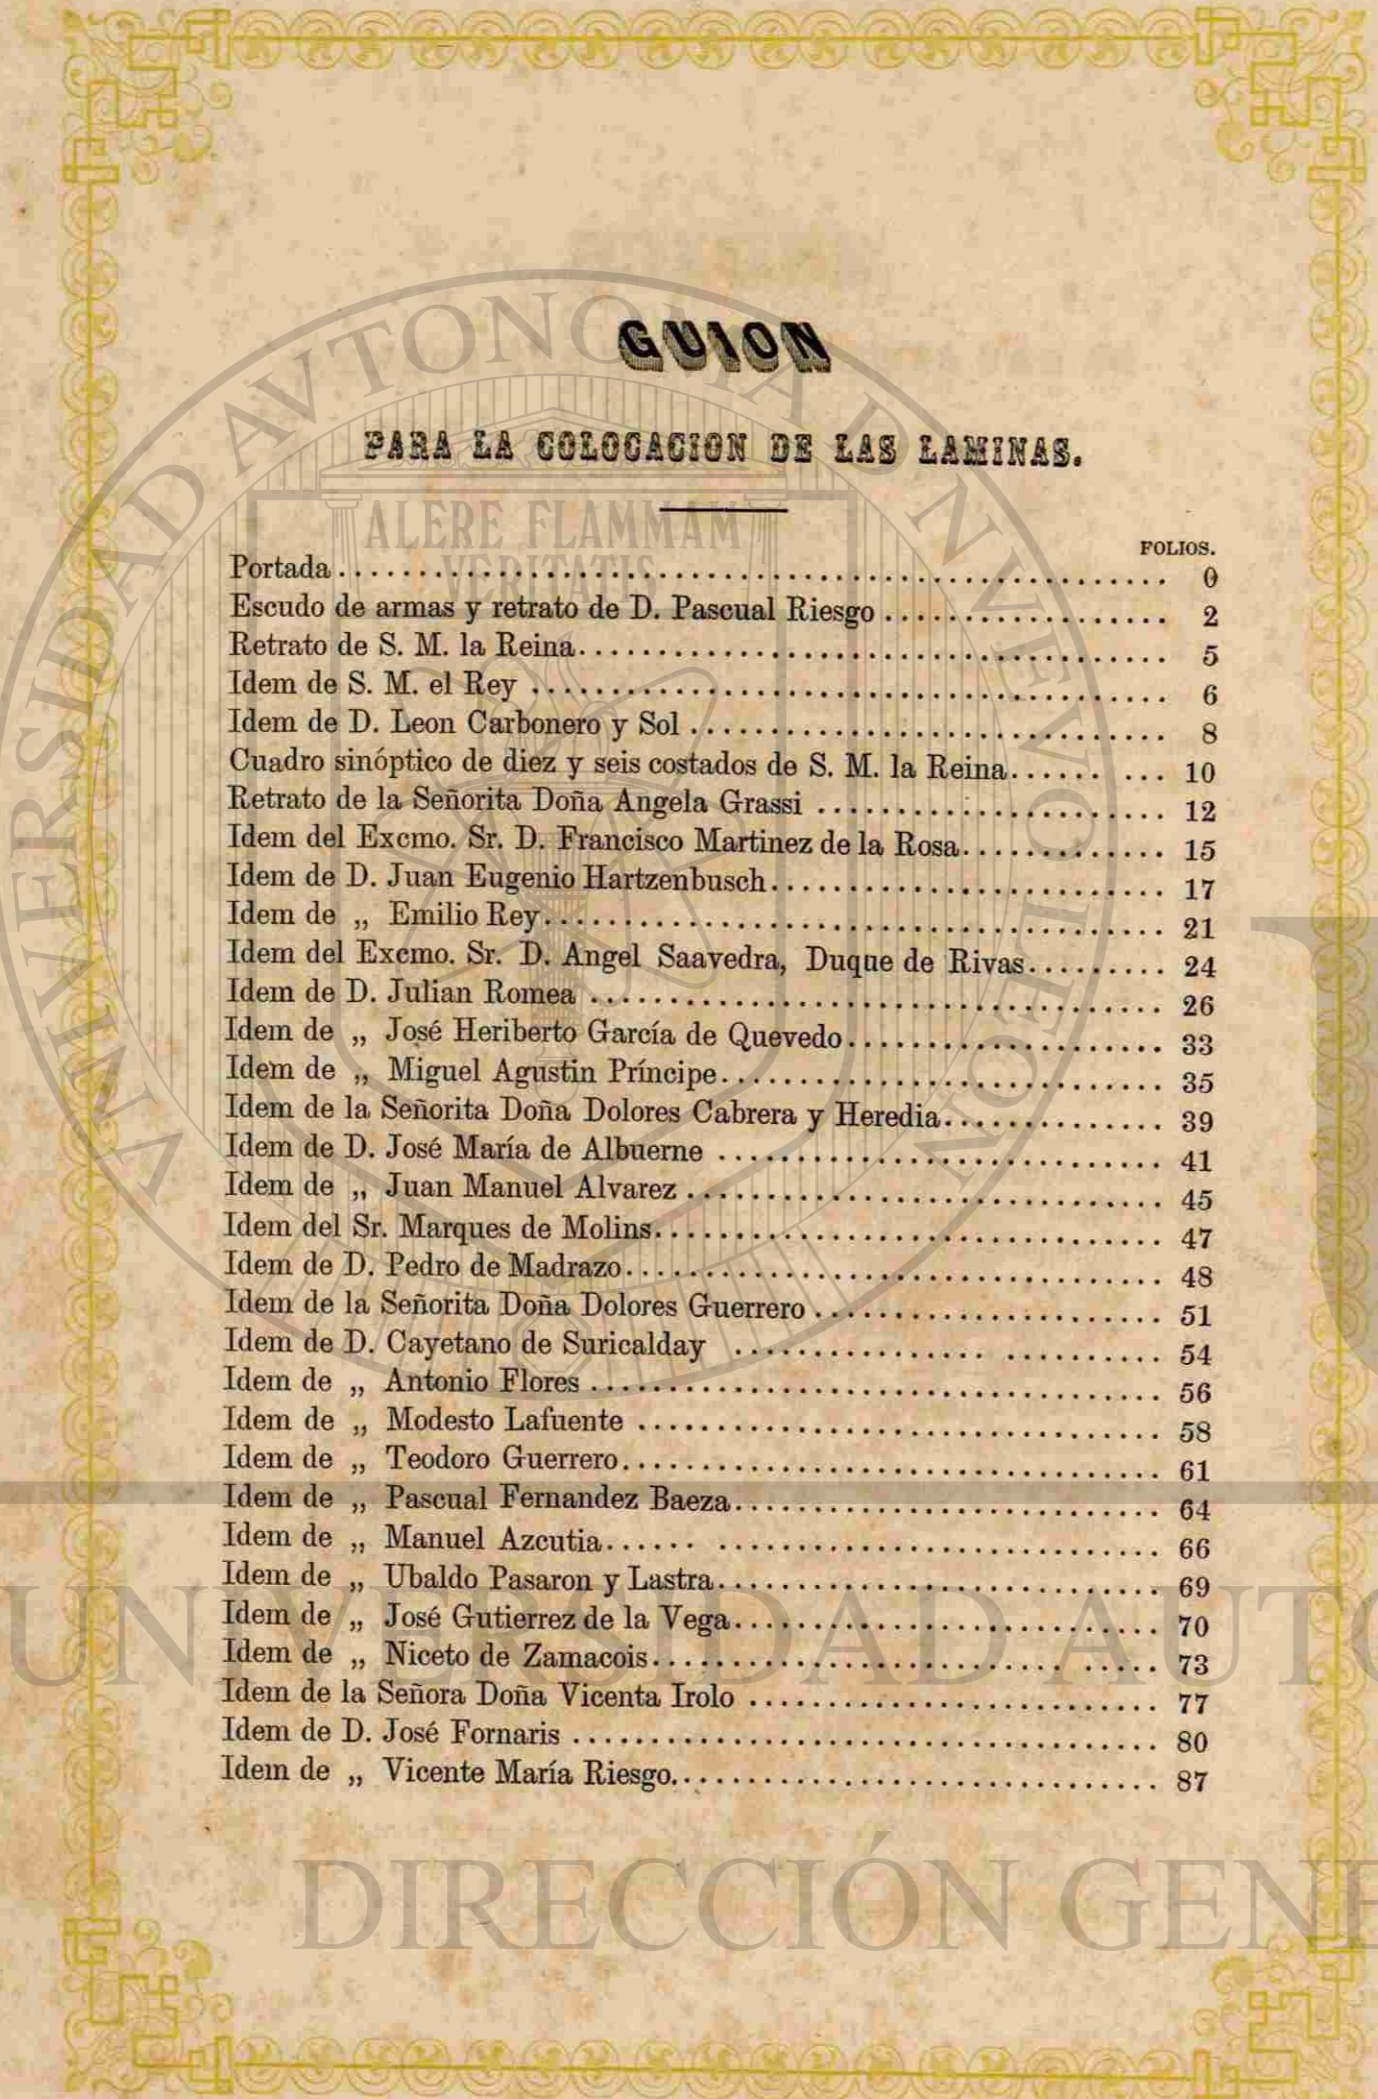 GUION
PARA LA COLOCACION DE LAS LAMINAS.
FOLIOS.
Portada........................................ 0
Escudo de armas y retrato de D. Pascual Riesgo.................. 2
Retrato de S. M. la Reina..................................... 5
Idem de S. M. el Rey ........................................ 6
Idem de D. Leon Carbonero y Sol.............................. 8
Cuadro sinóptico de diez y seis costados de S. M. la Reina...... ... 10
Retrato de la Señorita Doña Angela Grassi ...................... 12
Idem del Excmo. Sr. D. Francisco Martinez de la Rosa............. 15
Idem de D. Juan Eugenio Hartzenbusch......................... 17
Idem de „ Emilio Rey....................................... 21
Idem del Excmo. Sr. D. Angel Saavedra, Duque de Rivas......... 24
Idem de D. Julian Romea .................................... 26
Idem de „ José Heriberto García de Quevedo.................... 33
Idem de „ Miguel Agustin Príncipe............................ 35
Idem de la Señorita Doña Dolores Cabrera y Heredia.............. 39
Idem de D. José María de Albuerne ............................ 41
Idem de „ Juan Manuel Alvarez.............................. 45
Idem del Sr. Marques de Molins................................ 47
Idem de D. Pedro de Madrazo.................................. 48
Idem de la Señorita Doña Dolores Guerrero...................... 51
Idem de D. Cayetano de Suricalday ................ .......... 54
Idem de „ Antonio Flores.................................... 56
Idem de „ Modesto Lafuente ................................. 58
Idem de „ Teodoro Guerrero.................................. 61
Idem de „ Pascual Fernandez Baeza........................... 64
Idem de „ Manuel Azcutia...... ............................ 66
Idem de „ Ubaldo Pasaron y Lastra............................ 69
Idem de „ José Gutierrez de la Vega........................... 70
Idem de „ Niceto de Zamacois.......................... ..... 73
Idem de la Señora Doña Vicenta Irolo .......................... 77
Idem de D. José Fornaris ..................................... 80
Idem de „ Vicente María Riesgo.............................. 87
ALERE FLAMMAM
VERITATIS
UNIVERSIDAD AUTO
DIRECCIÓN GENE